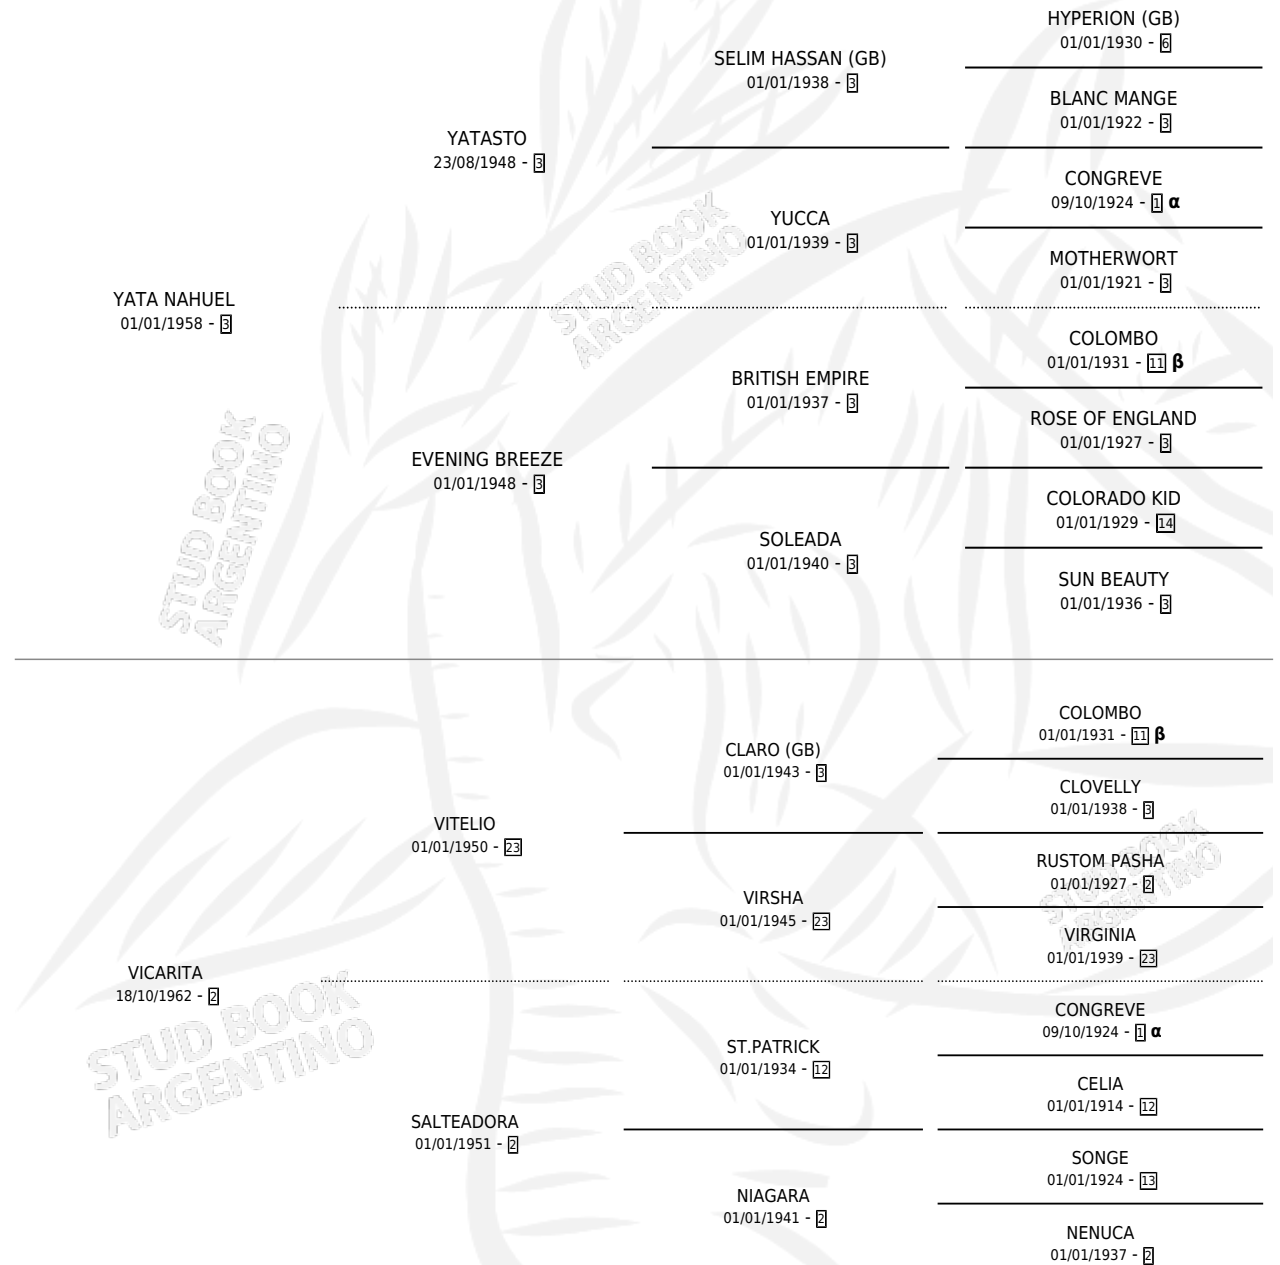 HYPERION (GB)
01/01/1930 - 6
SELIM HASSAN (GB)
01/01/1938 - 3
BLANC MANGE
01/01/1922 - 3
YATASTO
23/08/1948 - 3
CONGREVE
09/10/1924 - 1 α
YUCCA
01/01/1939 - 3
MOTHERWORT
01/01/1921 - 3
YATA NAHUEL
01/01/1958 - 3
COLOMBO
01/01/1931 - 11 β
BRITISH EMPIRE
01/01/1937 - 3
ROSE OF ENGLAND
01/01/1927 - 3
EVENING BREEZE
01/01/1948 - 3
COLORADO KID
01/01/1929 - 14
SOLEADA
01/01/1940 - 3
SUN BEAUTY
01/01/1936 - 3
COLOMBO
01/01/1931 - 11 β
CLARO (GB)
01/01/1943 - 3
CLOVELLY
01/01/1938 - 3
VITELIO
01/01/1950 - 23
RUSTOM PASHA
01/01/1927 - 2
VIRSHA
01/01/1945 - 23
VIRGINIA
01/01/1939 - 23
VICARITA
18/10/1962 - 2
CONGREVE
09/10/1924 - 1 α
ST.PATRICK
01/01/1934 - 12
CELIA
01/01/1914 - 12
SALTEADORA
01/01/1951 - 2
SONGE
01/01/1924 - 13
NIAGARA
01/01/1941 - 2
NENUCA
01/01/1937 - 2
STUD BOOK
ARGENTINO
STUD BOOK
ARGENTINO
STUD BOOK
ARGENTINO
STUD BOOK
ARGENTINO